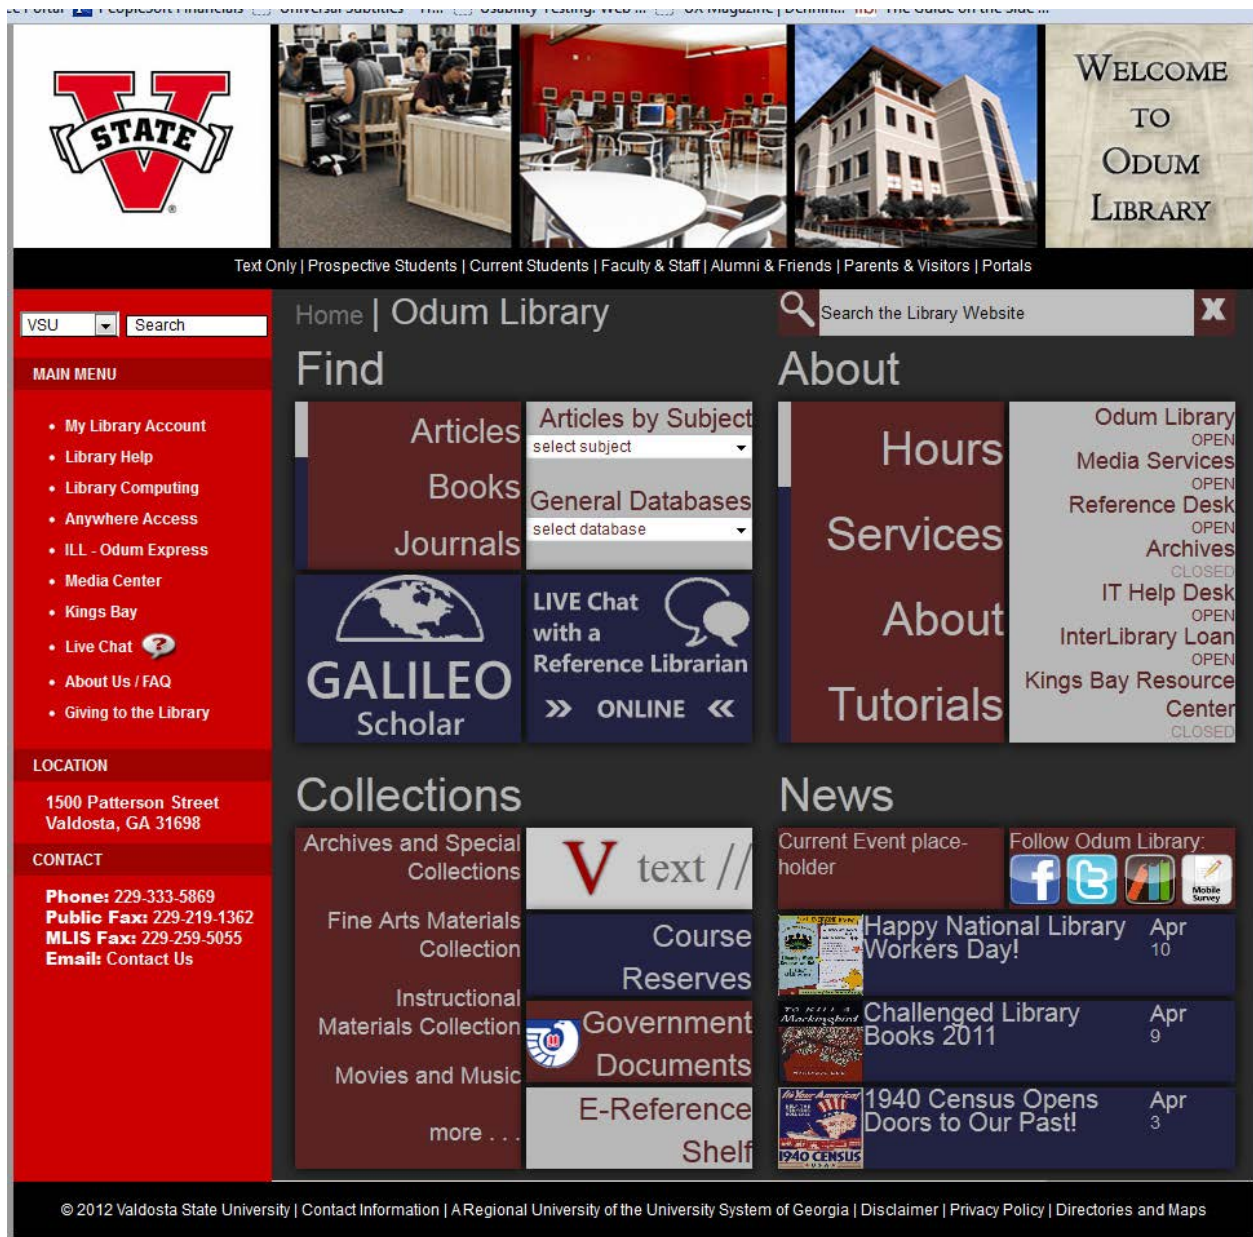 WELCOME
TO
ODUM
LIBRARY
STATE
Text Only | Prospective Students | Current Students | Faculty & Staff | Alumni & Friends | Parents & Visitors | Portals
VSU Search
MAIN MENU
My Library Account
Library Help
Library Computing
Anywhere Access
ILL - Odum Express
Media Center
Kings Bay
Live Chat ?
About Us / FAQ
Giving to the Library
LOCATION
1500 Patterson Street
Valdosta, GA 31698
CONTACT
Phone: 229-333-5869
Public Fax: 229-219-1362
MLIS Fax: 229-259-5055
Email: Contact Us
Home | Odum Library
Search the Library Website X
Find
Articles
Books
Journals
Articles by Subject
select subject
General Databases
select database
GALILEO
Scholar
LIVE Chat
with a
Reference Librarian
>> ONLINE <<
About
Hours
Services
About
Tutorials
Odum Library
OPEN
Media Services
OPEN
Reference Desk
OPEN
Archives
CLOSED
IT Help Desk
OPEN
InterLibrary Loan
OPEN
Kings Bay Resource
Center
CLOSED
Collections
Archives and Special
Collections
Fine Arts Materials
Collection
Instructional
Materials Collection
Movies and Music
more . . .
V text //
Course
Reserves
Government
Documents
E-Reference
Shelf
News
Current Event place-
holder
Follow Odum Library:
Mobile
Survey
Happy National Library
Workers Day!
Apr
10
Mockingbird
Challenged Library
Books 2011
Apr
9
1940 CENSUS
1940 Census Opens
Doors to Our Past!
Apr
3
© 2012 Valdosta State University | Contact Information | A Regional University of the University System of Georgia | Disclaimer | Privacy Policy | Directories and Maps